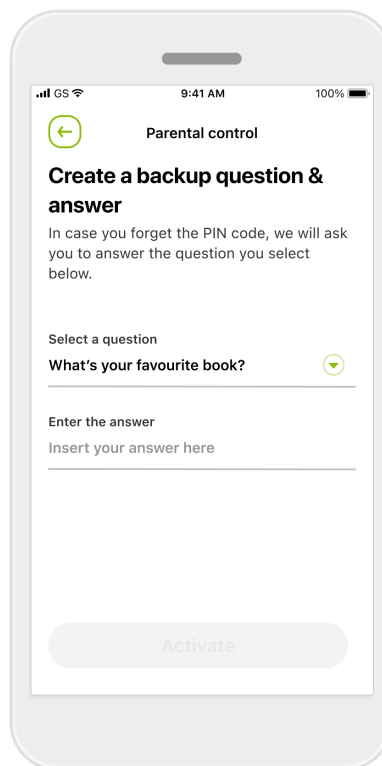 GS 9:41 AM 100%
Parental control
Create a backup question &
answer
In case you forget the PIN code, we will ask
you to answer the question you select
below.
Select a question
What's your favourite book?
Enter the answer
Insert your answer here
Activate